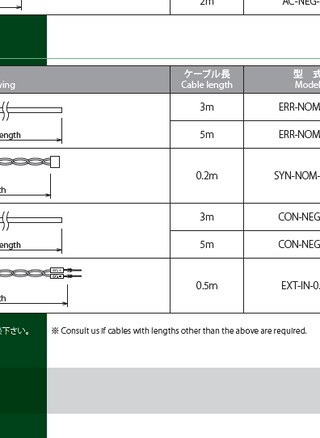 2m AC-NEG-
ケーブル長 型 式
wing Cable length Model
ength 3m ERR-NOM
5m ERR-NOM
th 0.2m SYN-NOM-
ength 3m CON-NEG
5m CON-NEG
th 0.5m EXT-IN-0.
下さい。 ※ Consult us if cables with lengths other than the above are required.